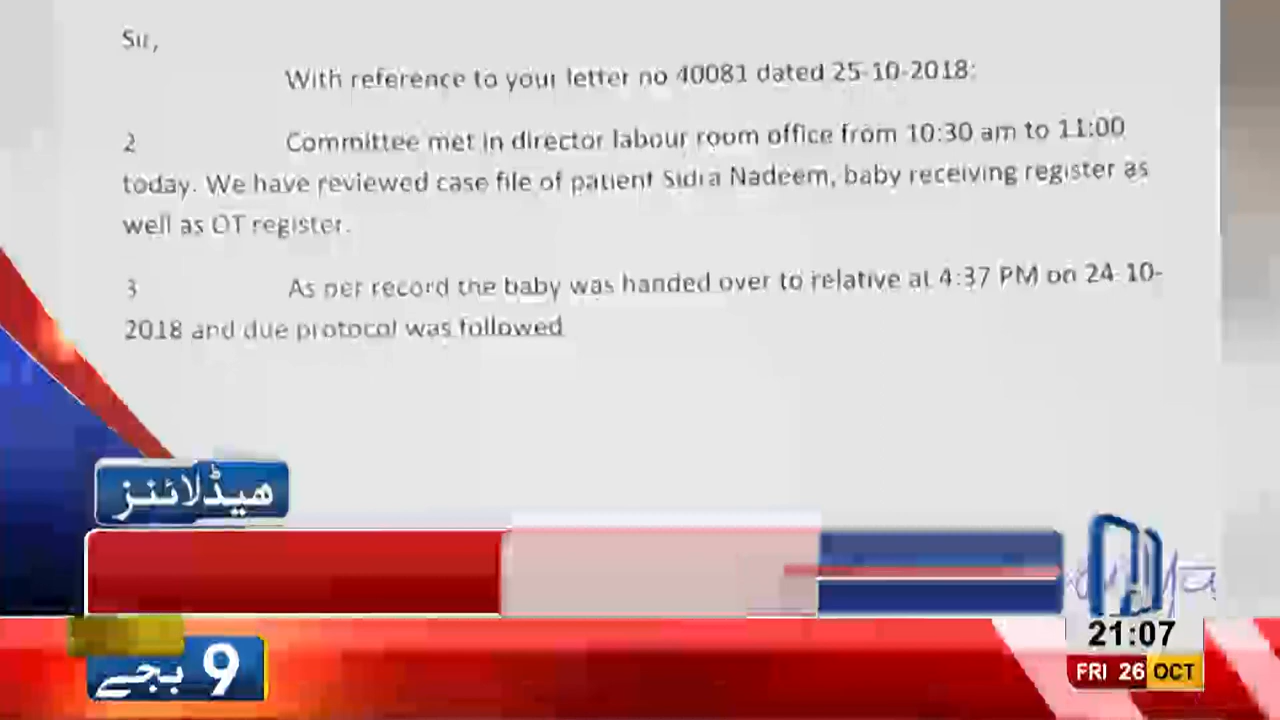 Sir,
With reference to your letter no 40081 dated 25-10-2018:
2 Committee met in director labour room office from 10:30 am to 11:00
today. We have reviewed case file of patient Sidra Nadeem, baby receiving register as
well as OT register.
3 As per record the baby was handed over to relative at 4:37 PM on 24-10-
2018 and due protocol was followed
ھیڈلائنز
21:07
9 بجے
FRI 26 OCT